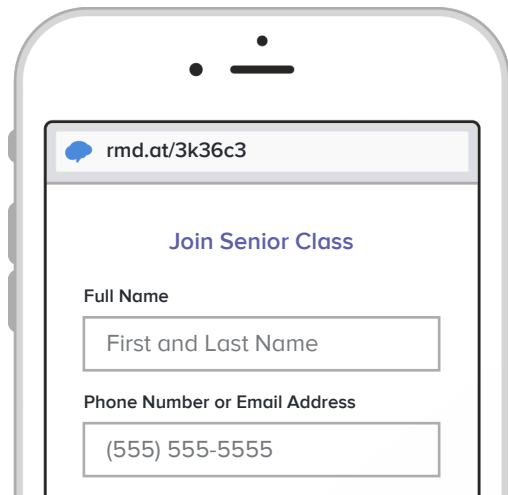 rmd.at/3k36c3
Join Senior Class
Full Name
First and Last Name
Phone Number or Email Address
(555) 555-5555